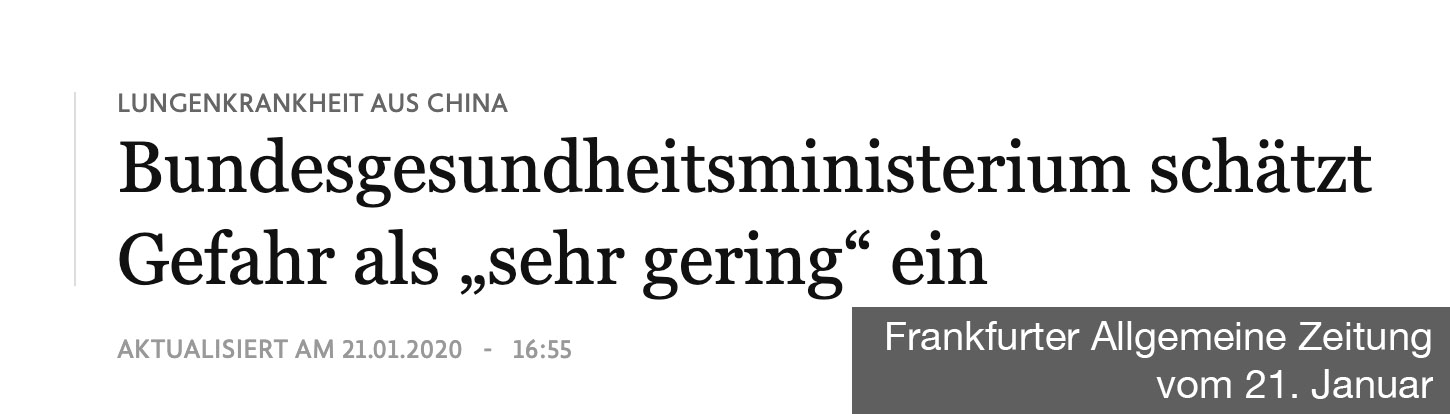 LUNGENKRANKHEIT AUS CHINA
Bundesgesundheitsministerium schätzt
Gefahr als „sehr gering“ ein
AKTUALISIERT AM 21.01.2020 - 16:55
Frankfurter Allgemeine Zeitung
vom 21. Januar